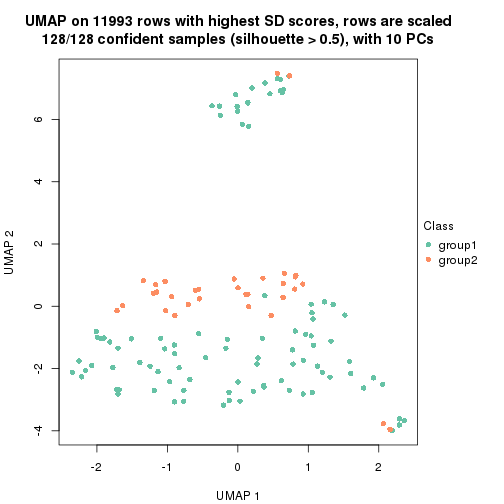 UMAP on 11993 rows with highest SD scores, rows are scaled
128/128 confident samples (silhouette > 0.5), with 10 PCs
UMAP 2
6
4
2
0
-2
-4
-2
-1
0
1
2
UMAP 1
Class
group1
group2